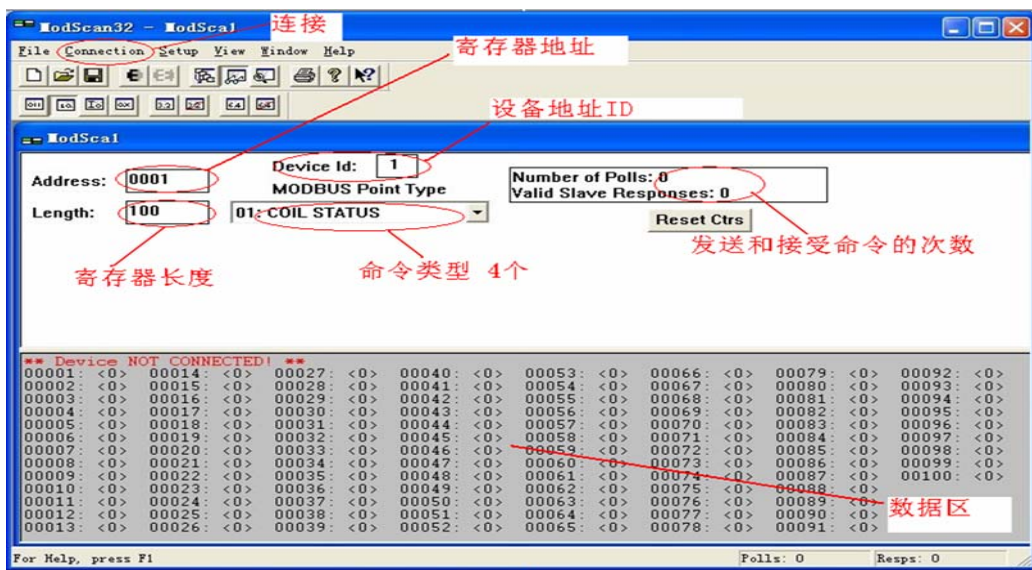 ModScan32 - ModSca1
连接
File Connection Setup View Window Help
寄存器地址
设备地址ID
ModSca1
Address: 0001
Device Id: 1
MODBUS Point Type
Number of Polls: 0
Valid Slave Responses: 0
Length: 100
01: COIL STATUS
Reset Ctrs
寄存器长度
命令类型 4个
发送和接受命令的次数
** Device NOT CONNECTED! **
00001: <0> 00014: <0> 00027: <0> 00040: <0> 00053: <0> 00066: <0> 00079: <0> 00092: <0>
00002: <0> 00015: <0> 00028: <0> 00041: <0> 00054: <0> 00067: <0> 00080: <0> 00093: <0>
00003: <0> 00016: <0> 00029: <0> 00042: <0> 00055: <0> 00068: <0> 00081: <0> 00094: <0>
00004: <0> 00017: <0> 00030: <0> 00043: <0> 00056: <0> 00069: <0> 00082: <0> 00095: <0>
00005: <0> 00018: <0> 00031: <0> 00044: <0> 00057: <0> 00070: <0> 00083: <0> 00096: <0>
00006: <0> 00019: <0> 00032: <0> 00045: <0> 00058: <0> 00071: <0> 00084: <0> 00097: <0>
00007: <0> 00020: <0> 00033: <0> 00046: <0> 00059: <0> 00072: <0> 00085: <0> 00098: <0>
00008: <0> 00021: <0> 00034: <0> 00047: <0> 00060: <0> 00073: <0> 00086: <0> 00099: <0>
00009: <0> 00022: <0> 00035: <0> 00048: <0> 00061: <0> 00074: <0> 00087: <0> 00100: <0>
00010: <0> 00023: <0> 00036: <0> 00049: <0> 00062: <0> 00075: <0> 00088: <0>
00011: <0> 00024: <0> 00037: <0> 00050: <0> 00063: <0> 00076: <0> 00089: <0>
00012: <0> 00025: <0> 00038: <0> 00051: <0> 00064: <0> 00077: <0> 00090: <0>
00013: <0> 00026: <0> 00039: <0> 00052: <0> 00065: <0> 00078: <0> 00091: <0>
数据区
For Help, press F1
Polls: 0
Resps: 0